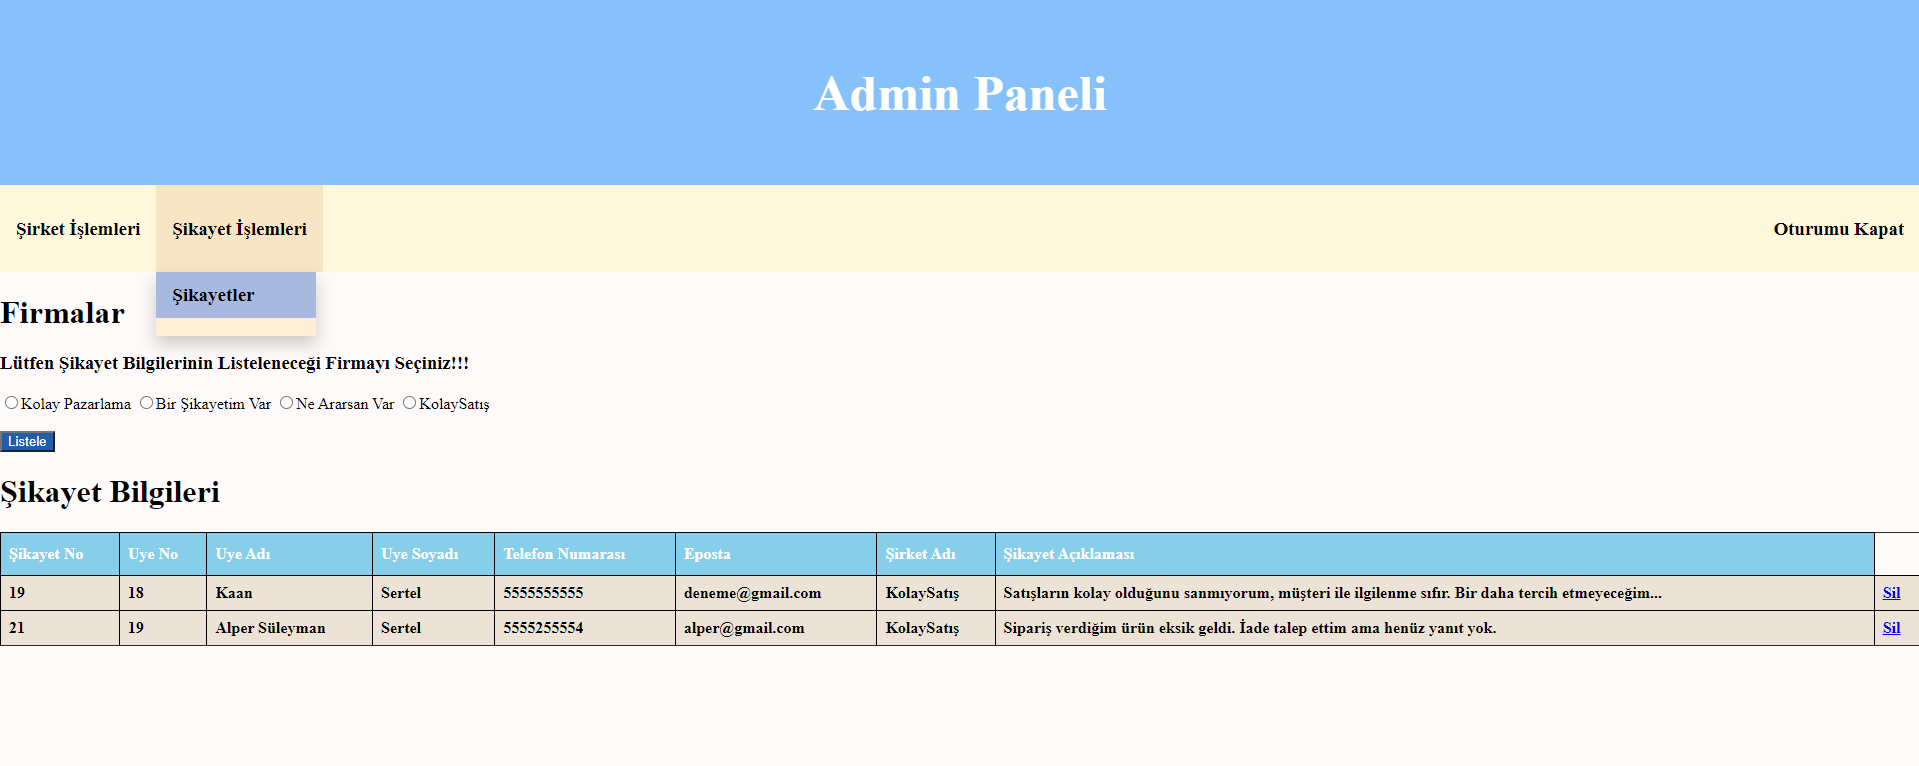 Admin Paneli
Şirket İşlemleri Şikayet İşlemleri Oturumu Kapat
Şikayetler
Firmalar
Lütfen Şikayet Bilgilerinin Listeleneceği Firmayı Seçiniz!!!
Kolay Pazarlama Bir Şikayetim Var Ne Ararsan Var KolaySatış
Listele
Şikayet Bilgileri
Şikayet No Uye No Uye Adı Uye Soyadı Telefon Numarası Eposta Şirket Adı Şikayet Açıklaması
19 18 Kaan Sertel 5555555555 deneme@gmail.com KolaySatış Satışların kolay olduğunu sanmıyorum, müşteri ile ilgilenme sıfır. Bir daha tercih etmeyeceğim... Sil
21 19 Alper Süleyman Sertel 5555255554 alper@gmail.com KolaySatış Sipariş verdiğim ürün eksik geldi. İade talep ettim ama henüz yanıt yok. Sil